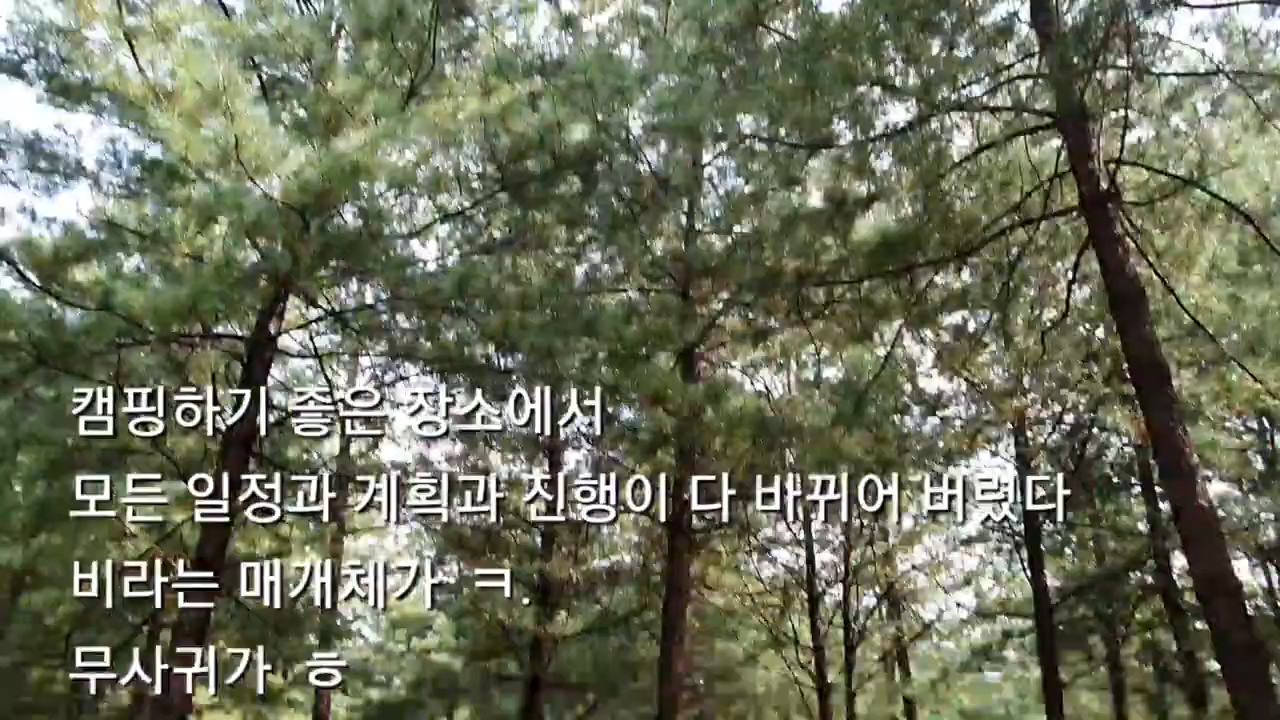 캠핑하기 좋은 장소에서
모든 일정과 계획과 진행이 다 바뀌어 버렸다
비라는 매개체가 ㅋ.
무사귀가 ㅎ